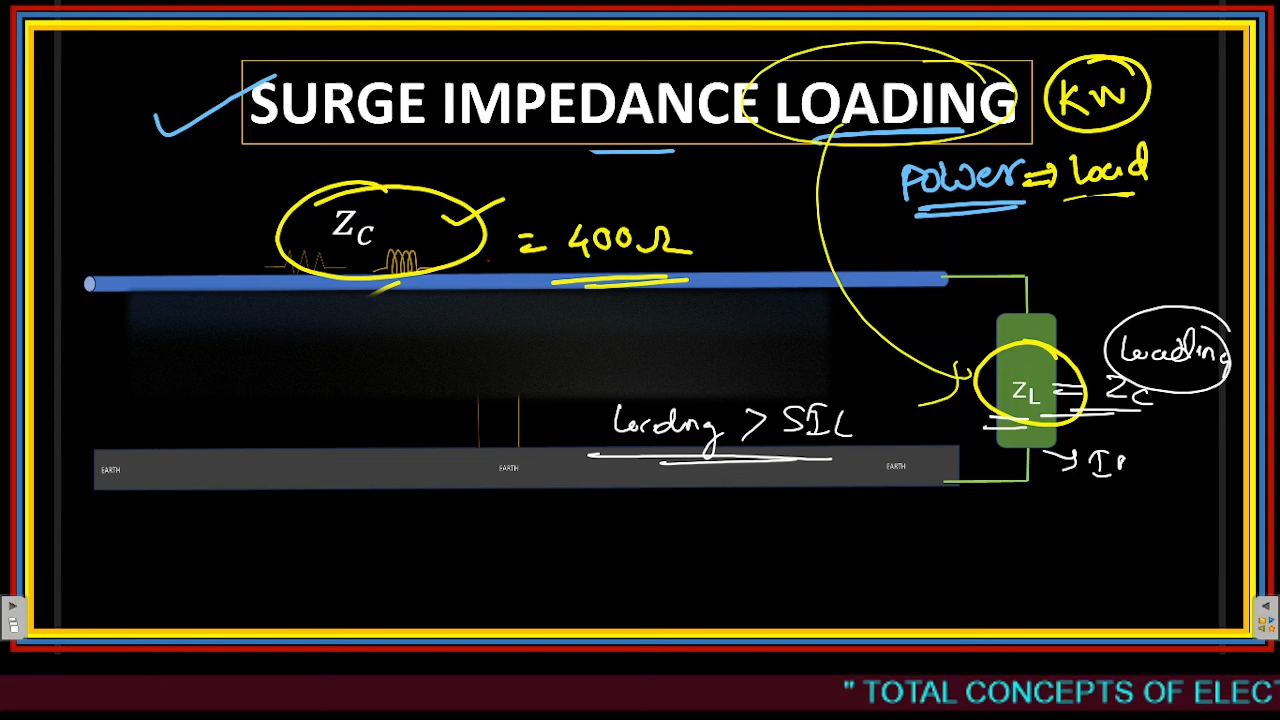 SURGE IMPEDANCE LOADING
KW
Power ⇒ Load
Z_C
= 400Ω
Loading
Z_L = Z_C
Loading > SIL
EARTH EARTH EARTH
→ I
" TOTAL CONCEPTS OF ELECT